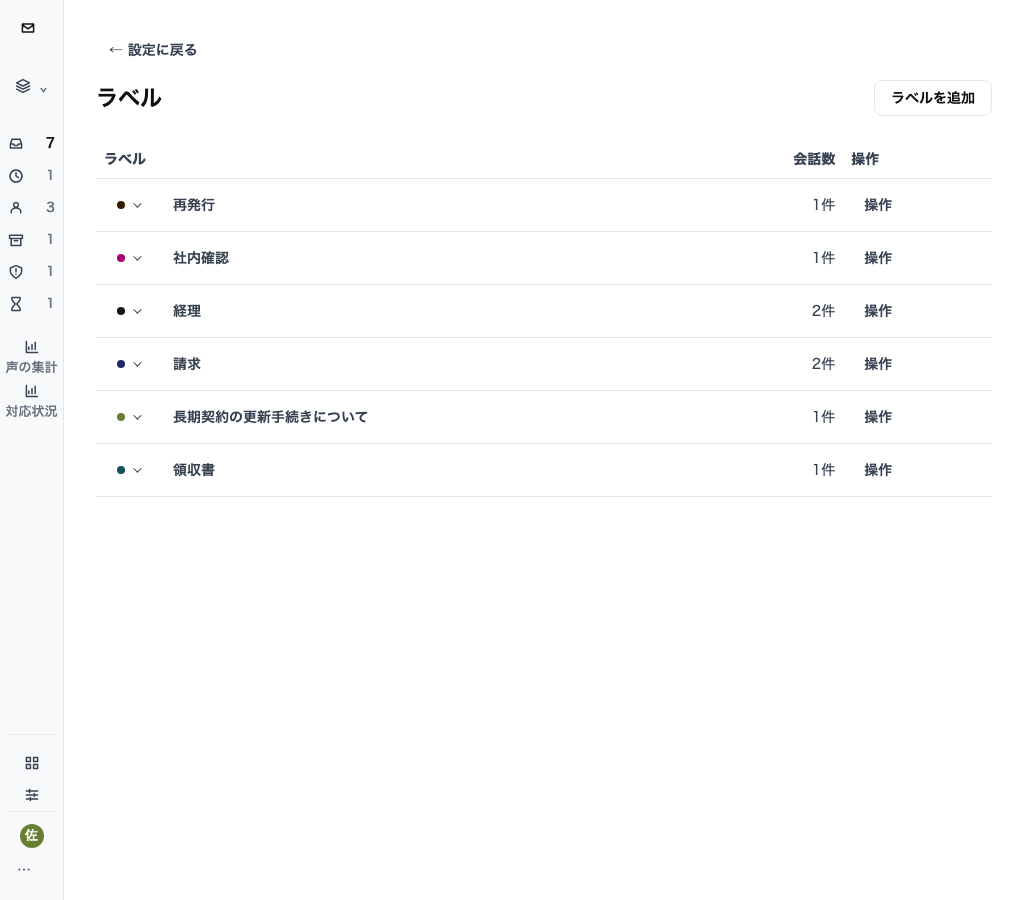 ← 設定に戻る
ラベル
ラベルを追加
7
1
3
1
1
1
声の集計
対応状況
ラベル 会話数 操作
再発行 1件 操作
社内確認 1件 操作
経理 2件 操作
請求 2件 操作
長期契約の更新手続きについて 1件 操作
領収書 1件 操作
佐
…